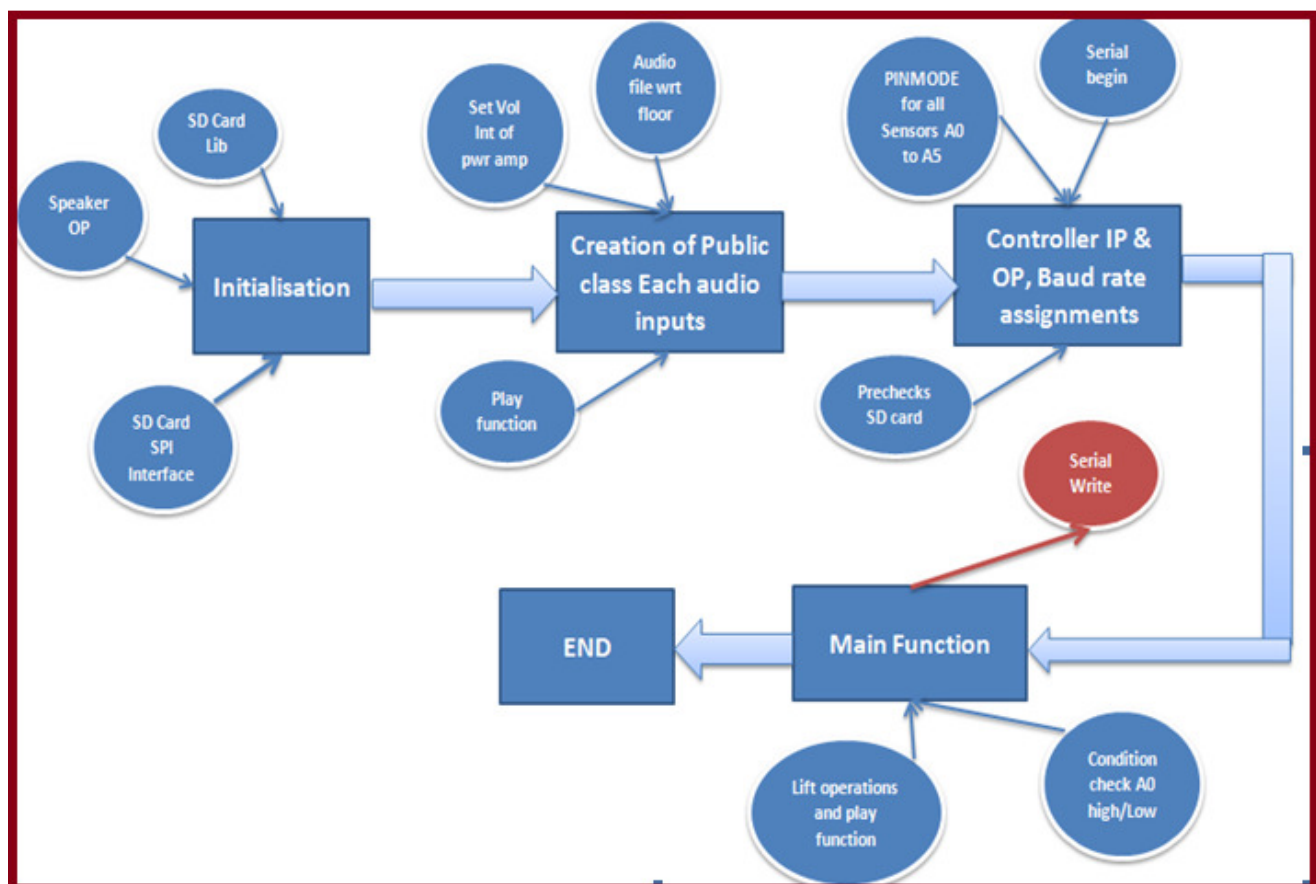 SD Card
Lib
Speaker
OP
Initialisation
SD Card
SPI
Interface
Set Vol
Int of
pwr amp
Audio
file wrt
floor
Creation of Public
class Each audio
inputs
Play
function
PINMODE
for all
Sensors A0
to A5
Serial
begin
Controller IP &
OP, Baud rate
assignments
Prechecks
SD card
Serial
Write
Main Function
END
Lift operations
and play
function
Condition
check A0
high/Low